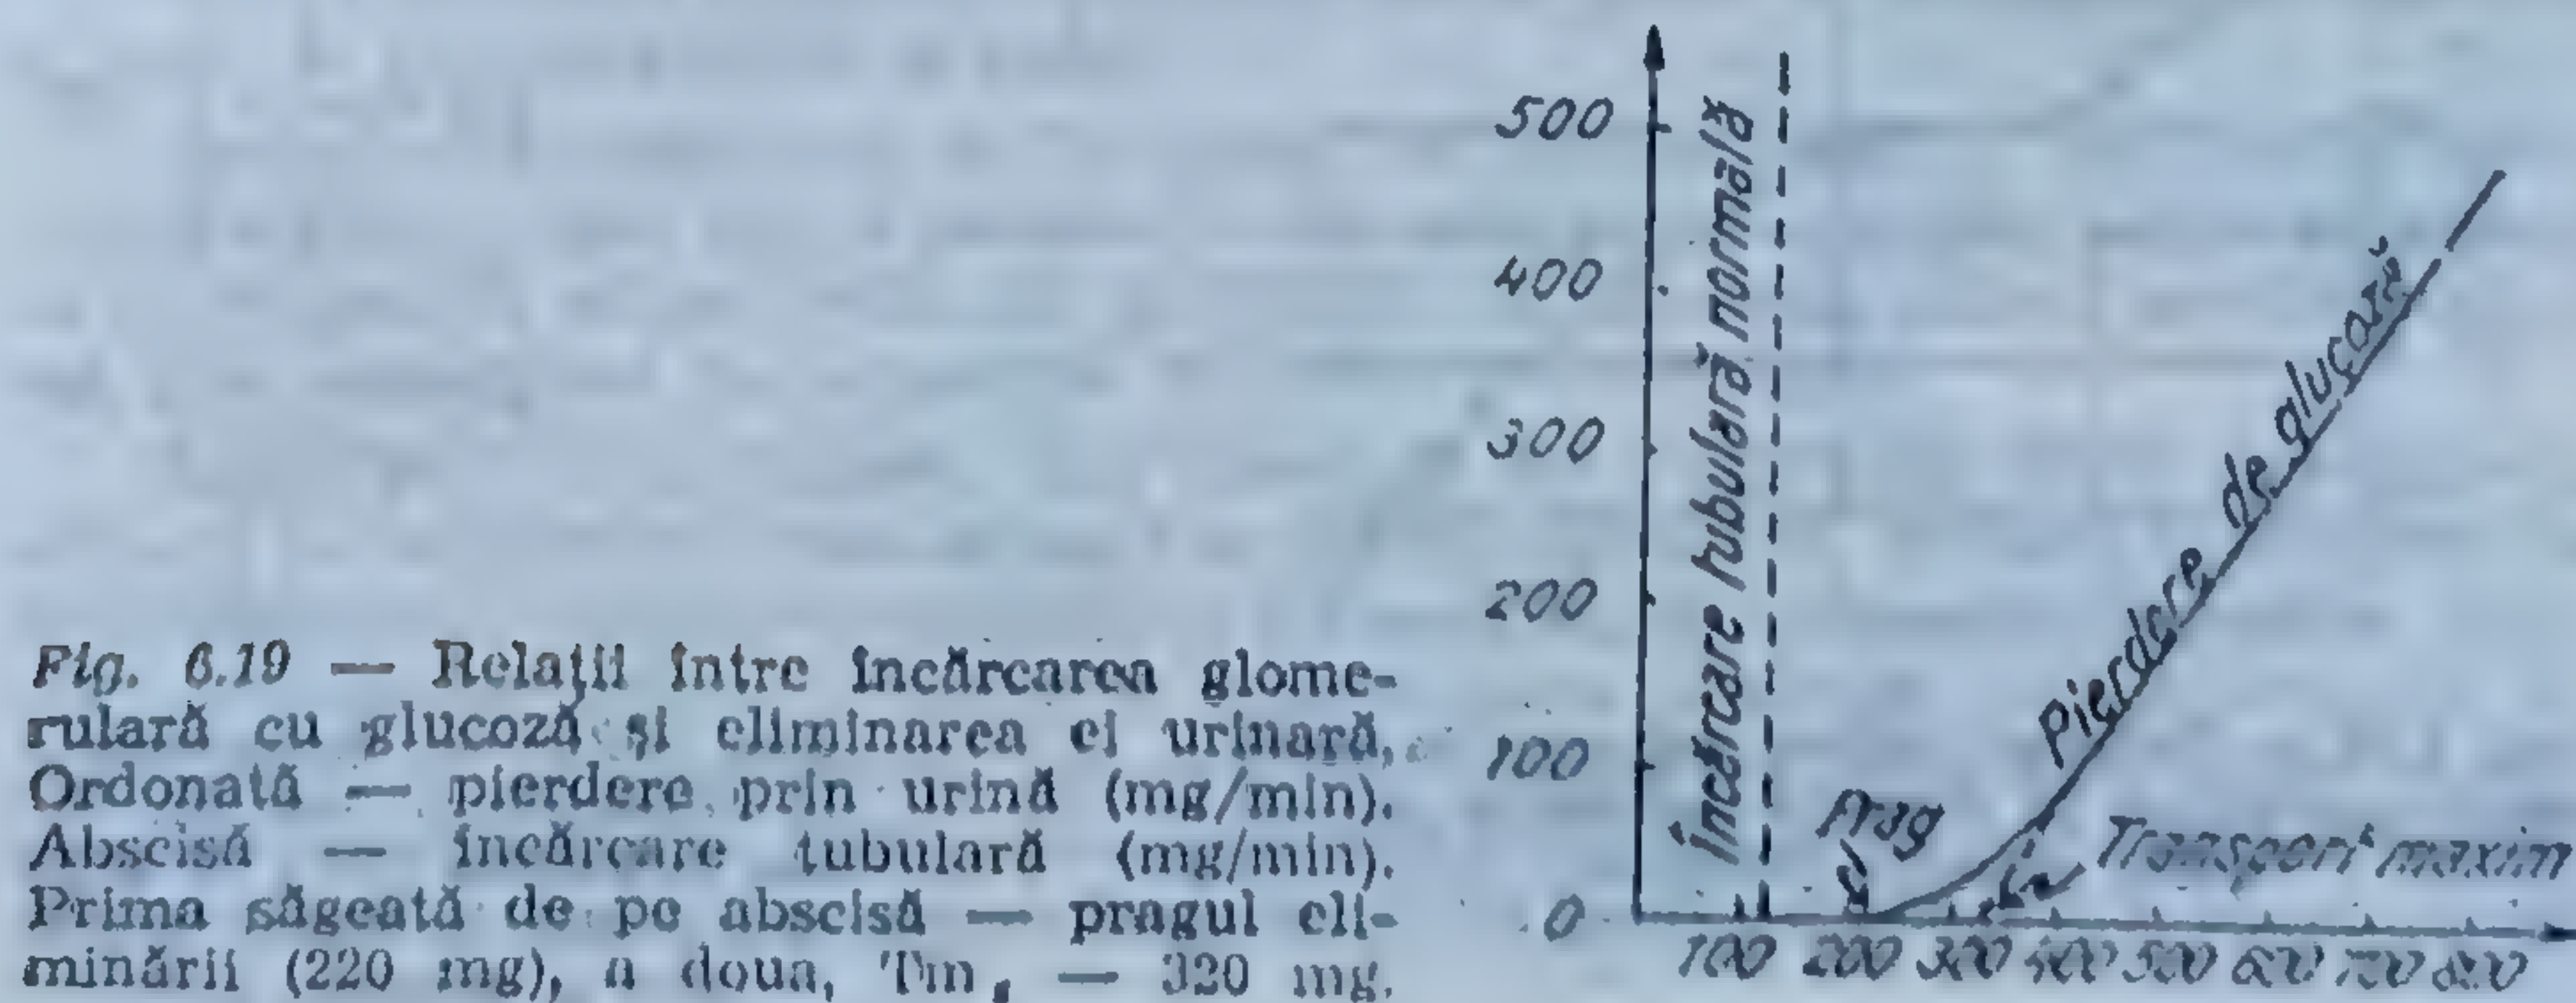 Fig. 6.19 — Relații între încărcarea glome-
rulară cu glucoză și eliminarea ei urinară,
Ordonată — pierdere prin urină (mg/min).
Abscisă — încărcare tubulară (mg/min).
Prima săgeată de pe abscisă — pragul eli-
minării (220 mg), a doua, Tm, — 320 mg.
500
400
300
200
100
0
Încărcare tubulară normală
Prag
Pierdere de glucoză
Transport maxim
100 200 300 400 500 600 700 800